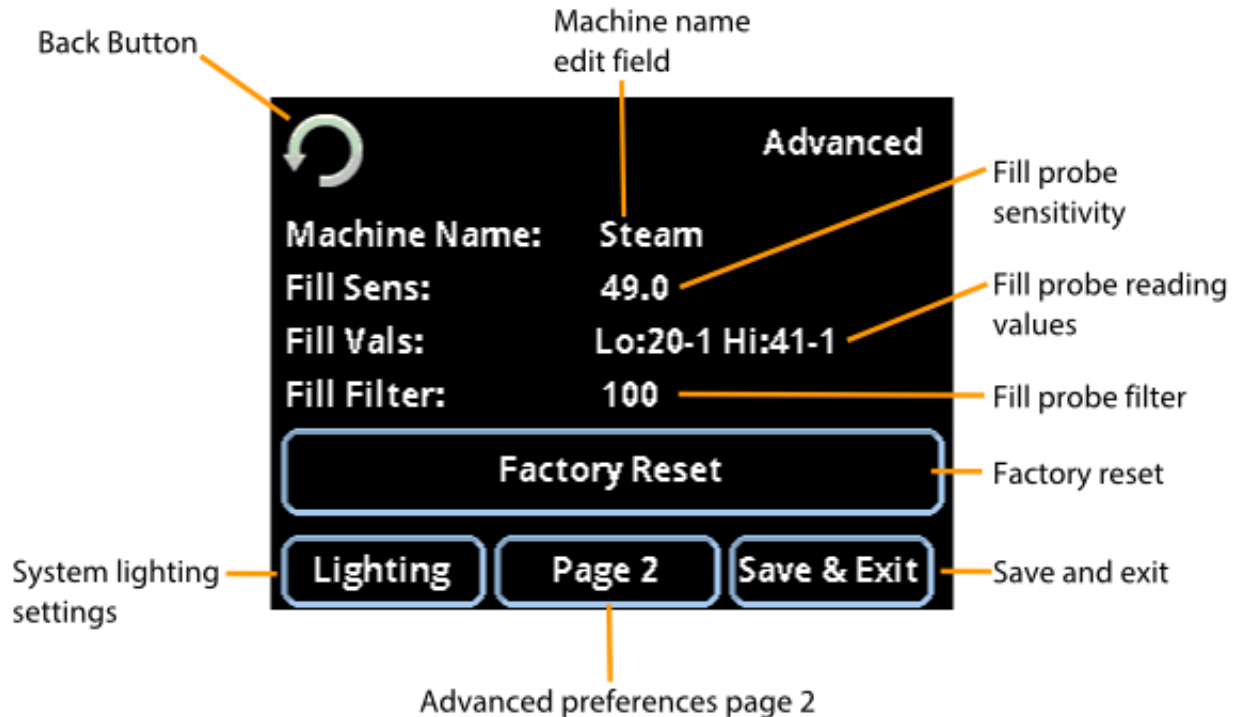 Machine name
edit field
Back Button
Advanced
Fill probe
sensitivity
Machine Name: Steam
Fill Sens: 49.0
Fill probe reading
values
Fill Vals: Lo:20-1 Hi:41-1
Fill Filter: 100
Fill probe filter
Factory Reset
Factory reset
System lighting
settings
Lighting
Page 2
Save & Exit
Save and exit
Advanced preferences page 2